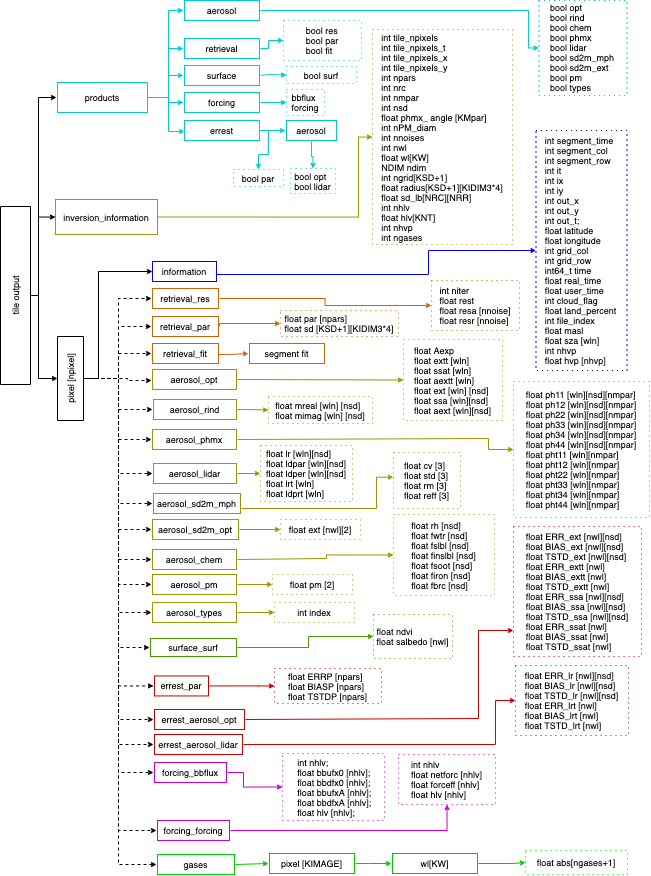 aerosol
bool opt
bool rind
bool chem
bool phmx
bool lidar
bool sd2m_mph
bool sd2m_ext
bool pm
bool types
retrieval
bool res
bool par
bool fit
surface
bool surf
products
forcing
bbflux
forcing
errest
aerosol
bool par
bool opt
bool lidar
int tile_npixels
int tile_npixels_t
int tile_npixels_x
int tile_npixels_y
int npars
int nrc
int nmpar
int nsd
float phmx_ angle [KMpar]
int nPM_diam
int nnoises
int nwl
float wl[KW]
NDIM ndim
int ngrid[KSD+1]
float radius[KSD+1][KIDIM3*4]
float sd_lb[NRC][NRR]
int nhlv
float hlv[KNT]
int nhvp
int ngases
inversion_information
int segment_time
int segment_col
int segment_row
int it
int ix
int iy
int out_x
int out_y
int out_t;
float latitude
float longitude
int grid_col
int grid_row
int64_t time
float real_time
float user_time
int cloud_flag
float land_percent
int file_index
float masl
float sza [wln]
int nhvp
float hvp [nhvp]
tile output
pixel [npixel]
information
retrieval_res
int niter
float rest
float resa [nnoise]
float resr [nnoise]
retrieval_par
float par [npars]
float sd [KSD+1][KIDIM3*4]
retrieval_fit
segment fit
aerosol_opt
float Aexp
float extt [wln]
float ssat [wln]
float aextt [wln]
float ext [wln] [nsd]
float ssa [wln][nsd]
float aext [wln][nsd]
aerosol_rind
float mreal [wln] [nsd]
float mimag [wln] [nsd]
aerosol_phmx
float ph11 [wln][nsd][nmpar]
float ph12 [wln][nsd][nmpar]
float ph22 [wln][nsd][nmpar]
float ph33 [wln][nsd][nmpar]
float ph34 [wln][nsd][nmpar]
float ph44 [wln][nsd][nmpar]
float pht11 [wln][nmpar]
float pht12 [wln][nmpar]
float pht22 [wln][nmpar]
float pht33 [wln][nmpar]
float pht34 [wln][nmpar]
float pht44 [wln][nmpar]
aerosol_lidar
float lr [wln][nsd]
float ldpar [wln][nsd]
float ldper [wln][nsd]
float lrt [wln]
float ldprt [wln]
aerosol_sd2m_mph
float cv [3]
float std [3]
float rm [3]
float reff [3]
aerosol_sd2m_opt
float ext [nwl][2]
aerosol_chem
float rh [nsd]
float fwtr [nsd]
float fslbl [nsd]
float finslbl [nsd]
float fsoot [nsd]
float firon [nsd]
float fbrc [nsd]
aerosol_pm
float pm [2]
aerosol_types
int index
surface_surf
float ndvi
float salbedo [nwl]
float ERR_ext [nwl][nsd]
float BIAS_ext [nwl][nsd]
float TSTD_ext [nwl][nsd]
float ERR_extt [nwl]
float BIAS_extt [nwl]
float TSTD_extt [nwl]
float ERR_ssa [nwl][nsd]
float BIAS_ssa [nwl][nsd]
float TSTD_ssa [nwl][nsd]
float ERR_ssat [nwl]
float BIAS_ssat [nwl]
float TSTD_ssat [nwl]
errest_par
float ERRP [npars]
float BIASP [npars]
float TSTDP [npars]
errest_aerosol_opt
errest_aerosol_lidar
float ERR_lr [nwl][nsd]
float BIAS_lr [nwl][nsd]
float TSTD_lr [nwl][nsd]
float ERR_lrt [nwl]
float BIAS_lrt [nwl]
float TSTD_lrt [nwl]
forcing_bbflux
int nhlv;
float bbufx0 [nhlv];
float bbdfx0 [nhlv];
float bbufxA [nhlv];
float bbdfxA [nhlv];
float hlv [nhlv];
int nhlv
float netforc [nhlv]
float forceff [nhlv]
float hlv [nhlv]
forcing_forcing
gases
pixel [KIMAGE]
wl[KW]
float abs[ngases+1]